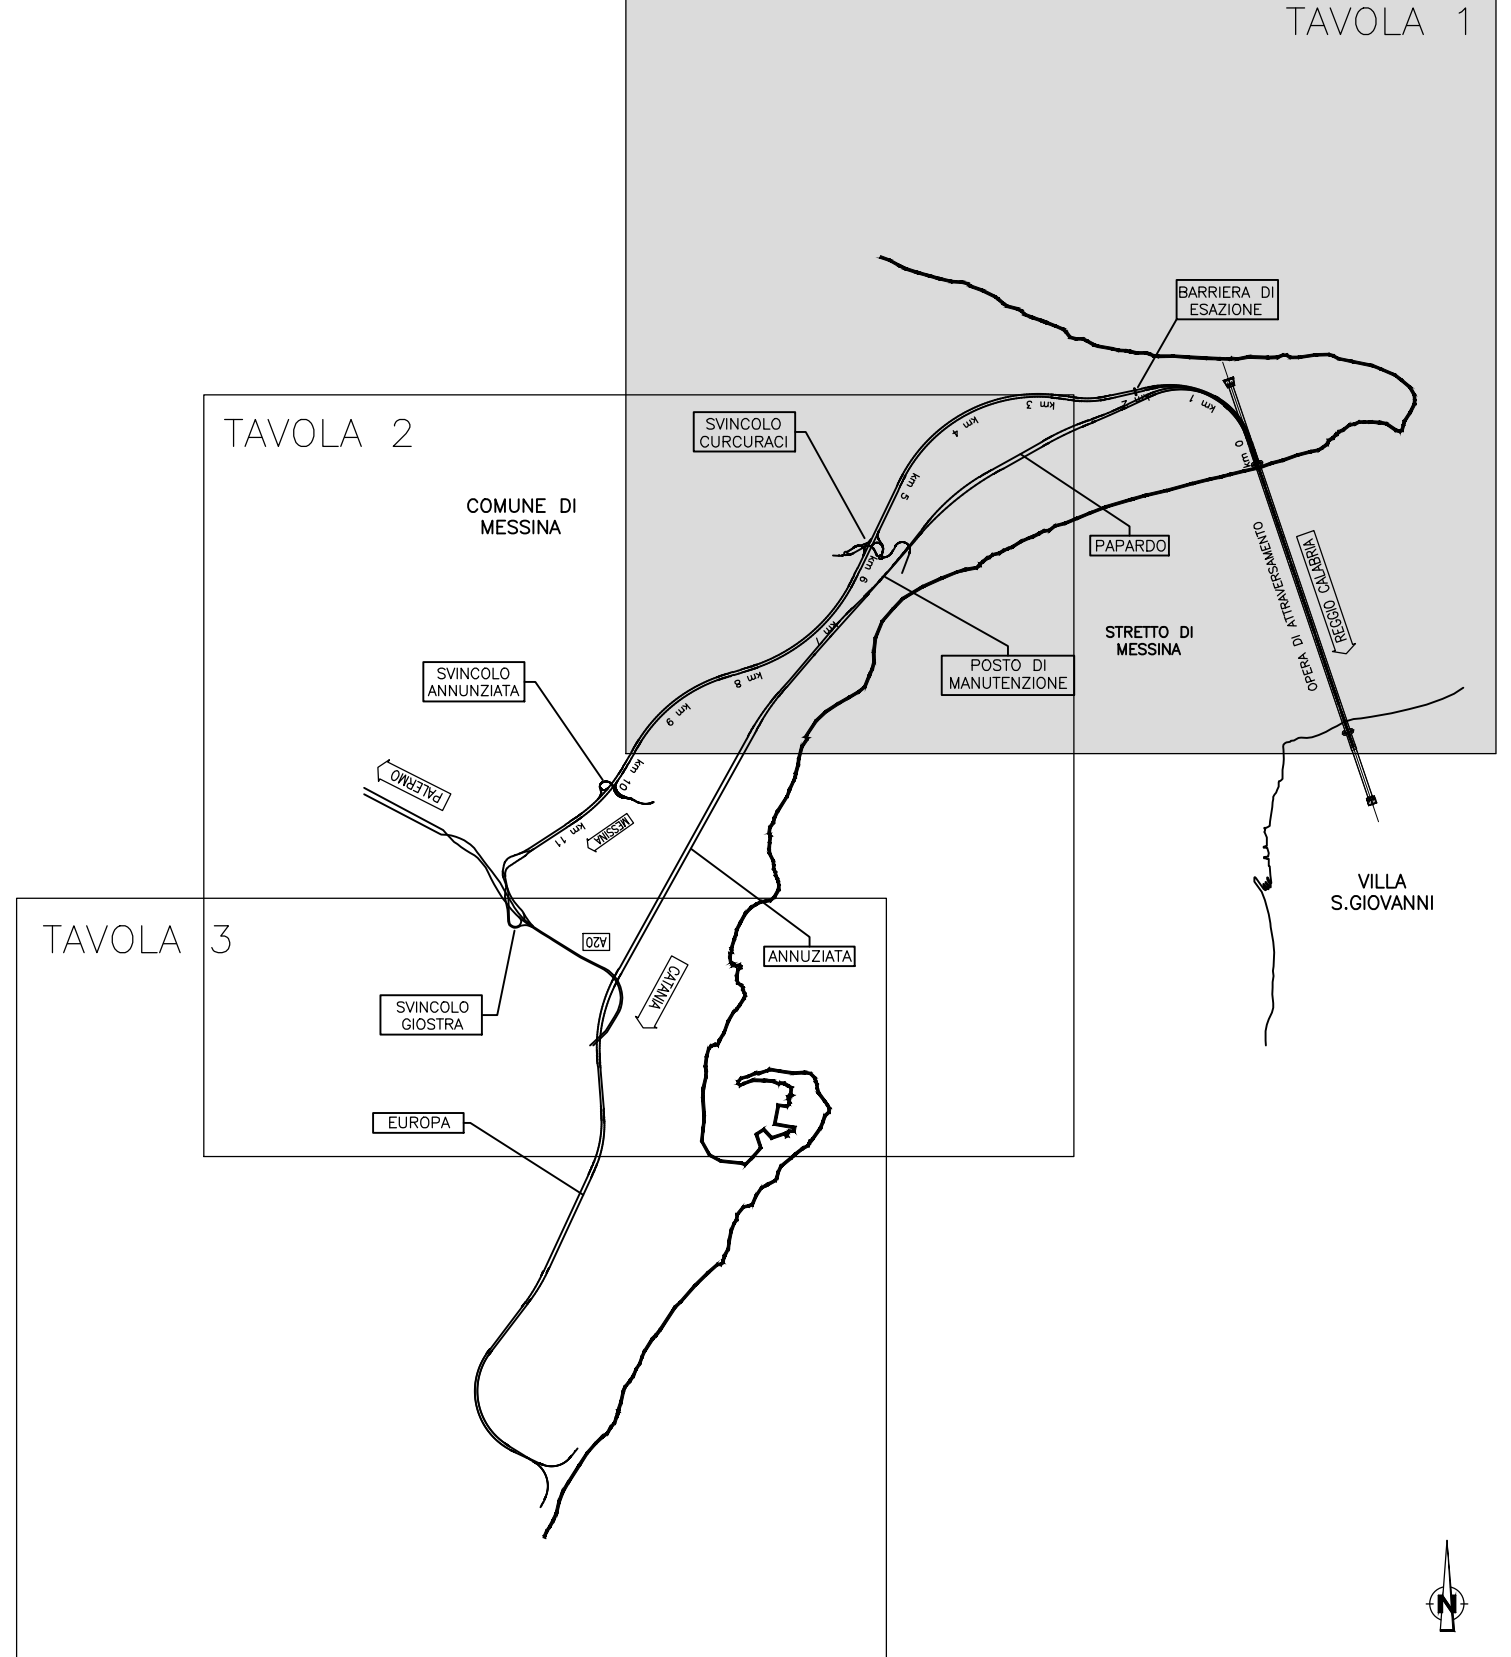 TAVOLA 1
BARRIERA DI
ESAZIONE
TAVOLA 2
SVINCOLO
CURCURACI
km 0
km 1
km 2
km 3
km 4
km 5
km 6
km 7
km 8
km 9
km 10
km 11
COMUNE DI
MESSINA
PAPARDO
OPERA DI ATTRAVERSAMENTO
REGGIO CALABRIA
STRETTO DI
MESSINA
POSTO DI
MANUTENZIONE
SVINCOLO
ANNUNZIATA
PALERMO
MESSINA
VILLA
S.GIOVANNI
TAVOLA 3
A20
ANNUZIATA
CATANIA
SVINCOLO
GIOSTRA
EUROPA
N